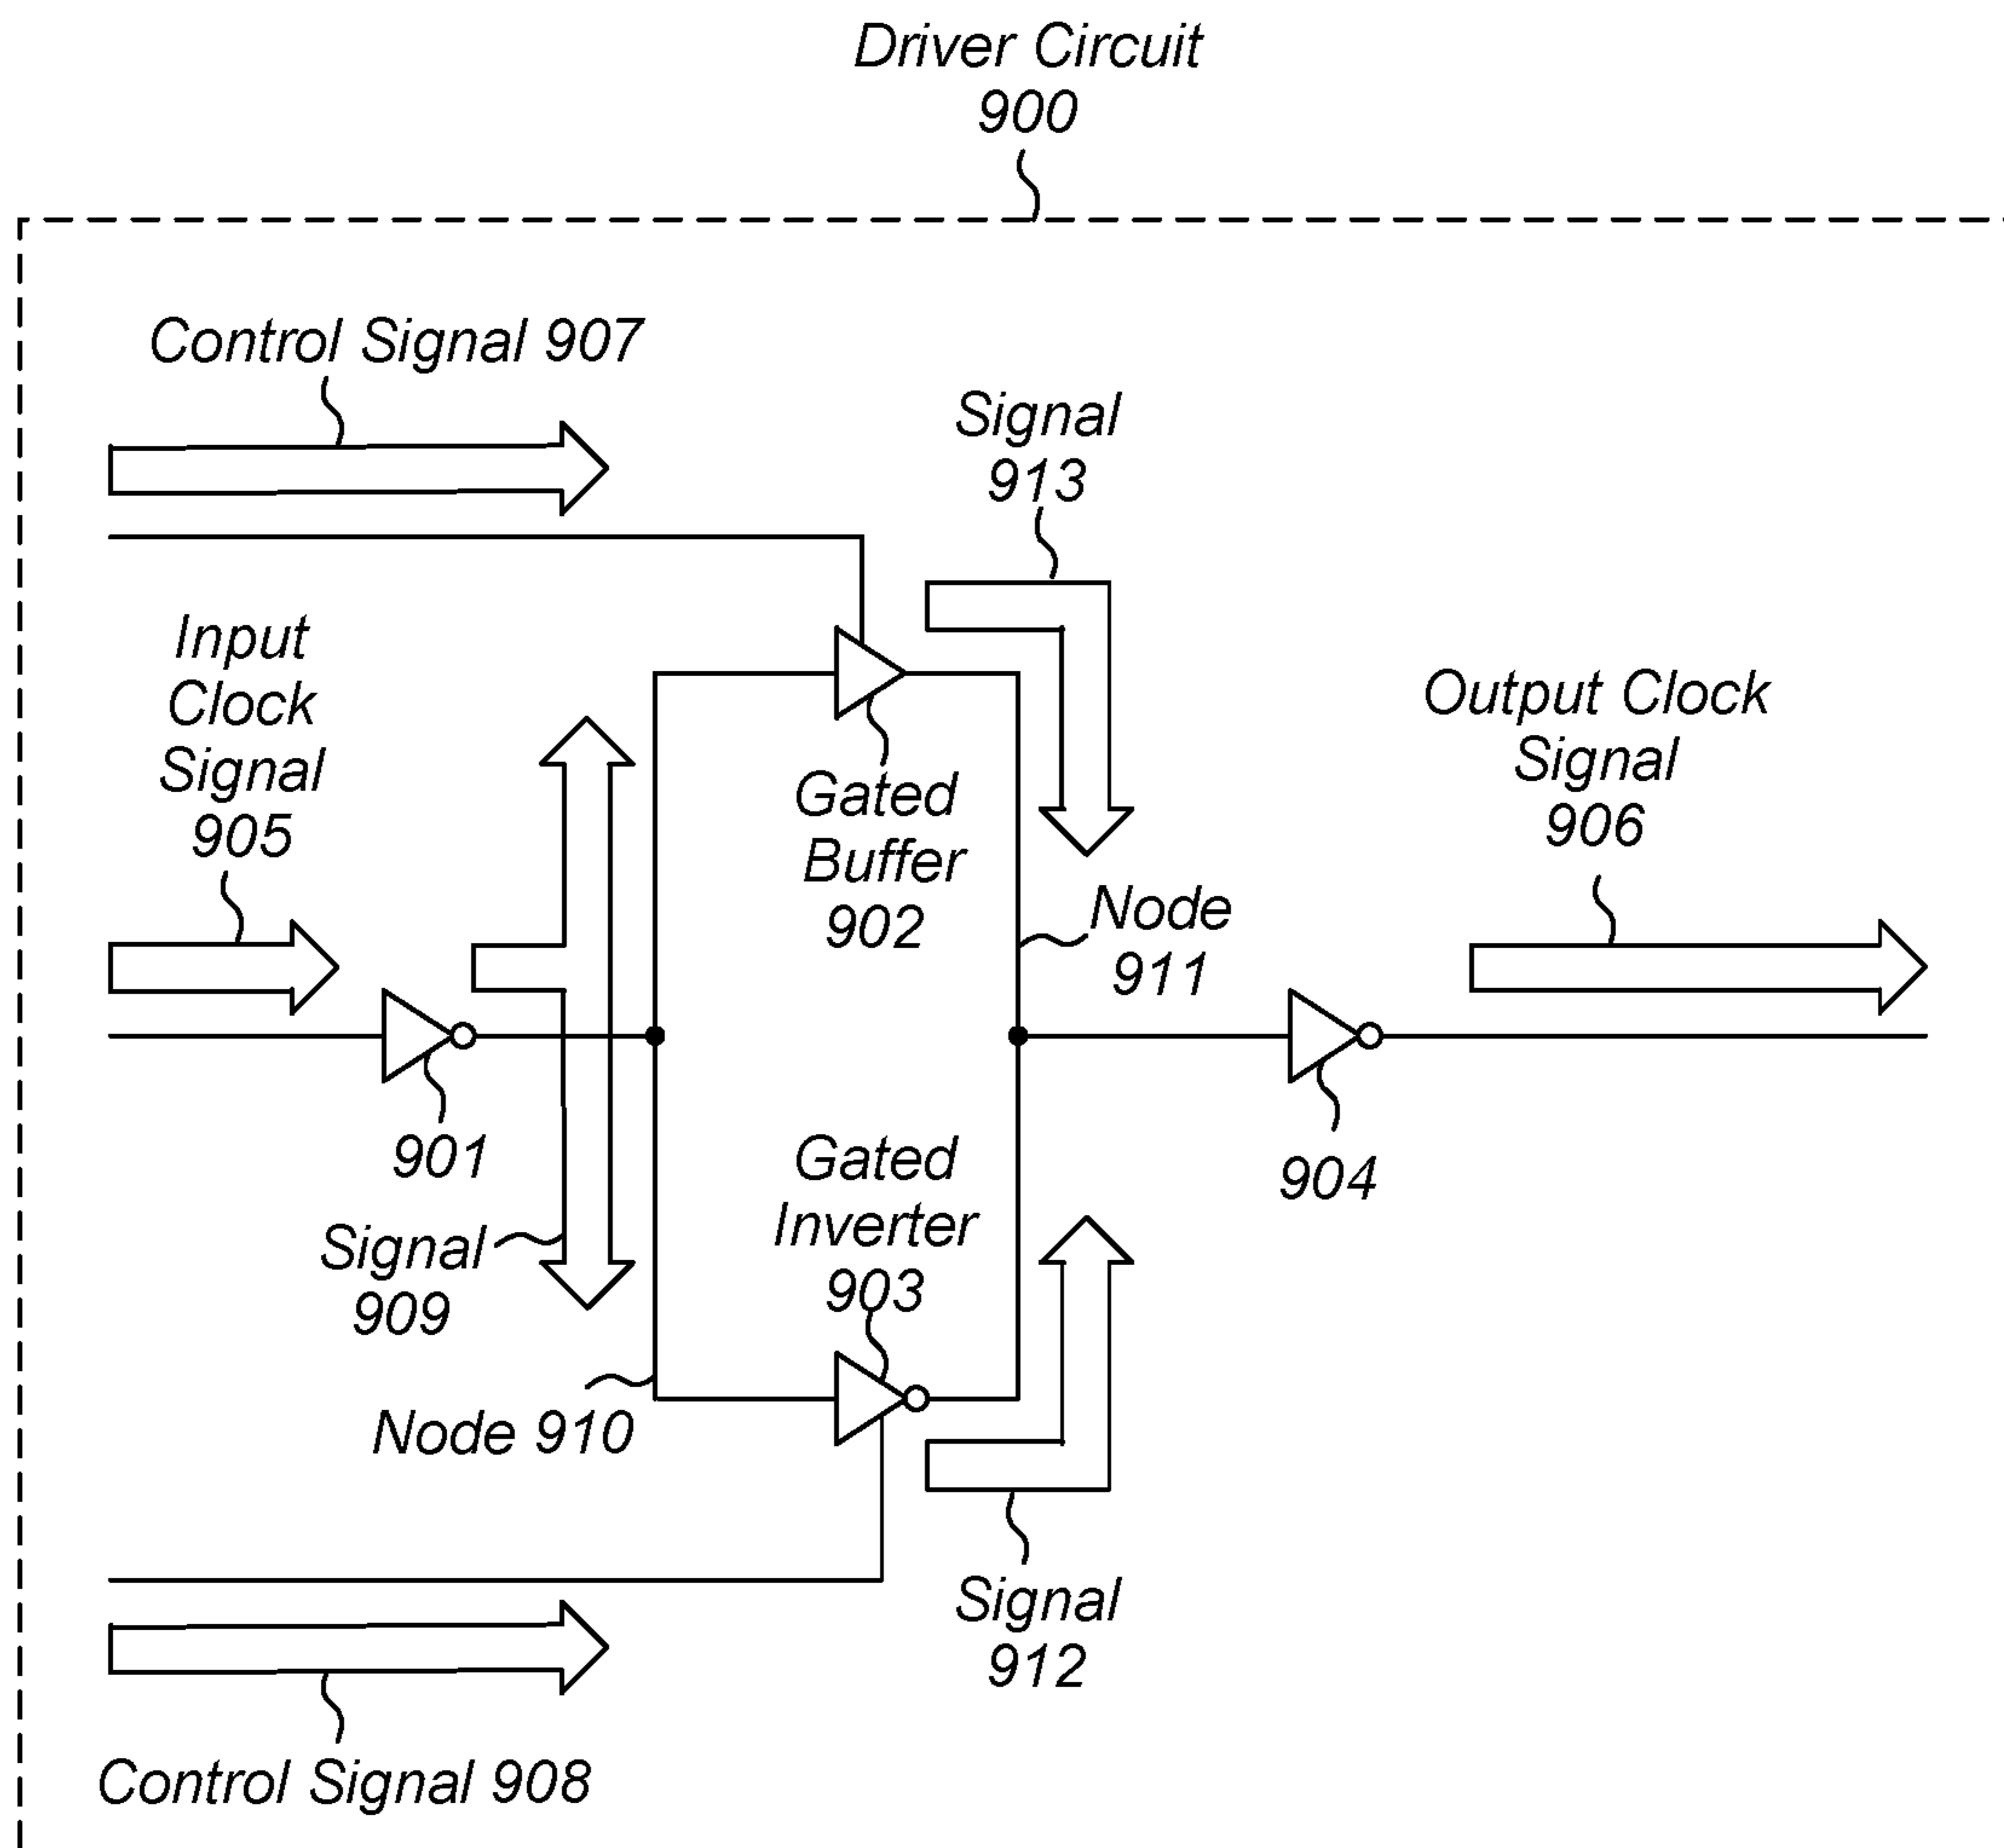 Driver Circuit
900
Control Signal 907
Signal
913
Input
Clock
Signal
905
Output Clock
Signal
906
Gated
Buffer
902
Node
911
901
Gated
Inverter
903
904
Signal
909
Node 910
Signal
912
Control Signal 908